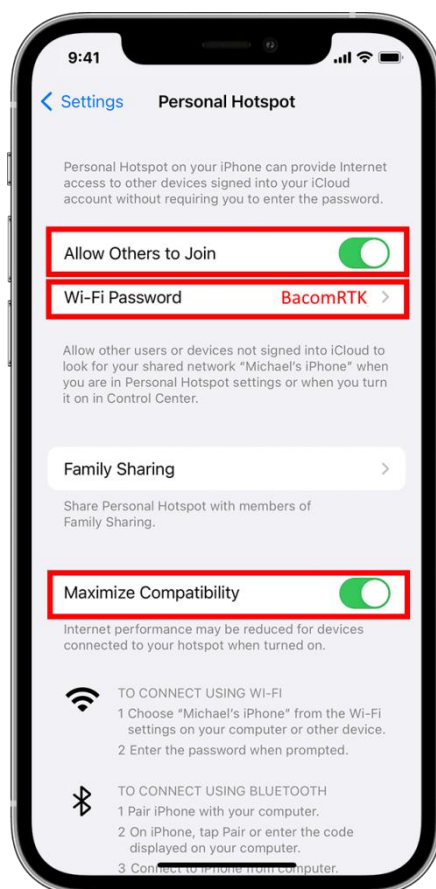 9:41
Settings
Personal Hotspot
Personal Hotspot on your iPhone can provide Internet
access to other devices signed into your iCloud
account without requiring you to enter the password.
Allow Others to Join
Wi-Fi Password BacomRTK
Allow other users or devices not signed into iCloud to
look for your shared network “Michael’s iPhone” when
you are in Personal Hotspot settings or when you turn
it on in Control Center.
Family Sharing
Share Personal Hotspot with members of
Family Sharing.
Maximize Compatibility
Internet performance may be reduced for devices
connected to your hotspot when turned on.
TO CONNECT USING WI-FI
1 Choose “Michael’s iPhone” from the Wi-Fi
settings on your computer or other device.
2 Enter the password when prompted.
TO CONNECT USING BLUETOOTH
1 Pair iPhone with your computer.
2 On iPhone, tap Pair or enter the code
displayed on your computer.
3 Connect to iPhone from computer.